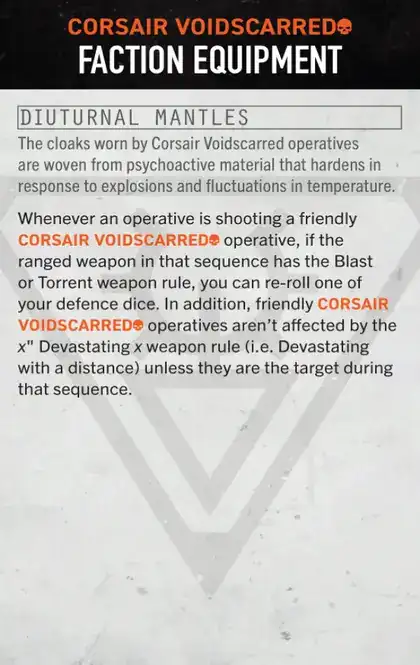 CORSAIR VOIDSCARRED
FACTION EQUIPMENT
DIUTURNAL MANTLES
The cloaks worn by Corsair Voidscarred operatives
are woven from psychoactive material that hardens in
response to explosions and fluctuations in temperature.
Whenever an operative is shooting a friendly
CORSAIR VOIDSCARRED operative, if the
ranged weapon in that sequence has the Blast
or Torrent weapon rule, you can re-roll one of
your defence dice. In addition, friendly CORSAIR
VOIDSCARRED operatives aren’t affected by the
x" Devastating x weapon rule (i.e. Devastating
with a distance) unless they are the target during
that sequence.